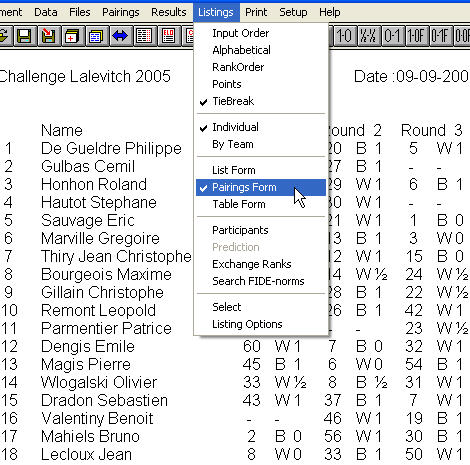 ment Data Files Pairings Results Listings Print Setup Help
1-0 ½-½ 0-1 1-0F 0-1F 0-0F
Challenge Lalevitch 2005 Date :09-09-200
Input Order
Alphabetical
RankOrder
Points
TieBreak
Individual
By Team
List Form
Pairings Form
Table Form
Participants
Prediction
Exchange Ranks
Search FIDE-norms
Select
Listing Options
Name Round 2 Round 3
1 De Gueldre Philippe 20 B 1 5 W 1
2 Gulbas Cemil 27 B 1 - -
3 Honhon Roland 29 W 1 6 B 1
4 Hautot Stephane - -
5 Sauvage Eric 21 W 1 1 B 0
6 Marville Gregoire 13 B 1 3 W 0
7 Thiry Jean Christophe 12 W 1 15 B 0
8 Bourgeois Maxime 14 W ½ 24 W ½
9 Gillain Christophe 28 B 1 22 W ½
10 Remont Leopold 26 B 1 42 W 1
11 Parmentier Patrice - - 23 W ½
12 Dengis Emile 60 W 1 7 B 0 32 W 1
13 Magis Pierre 45 B 1 6 W 0 54 B 1
14 Wlogalski Olivier 33 W ½ 8 B ½ 31 W 1
15 Dradon Sebastien 43 W 1 37 B 1 7 W 1
16 Valentiny Benoit - - 46 W 1 19 B 1
17 Mahiels Bruno 2 B 0 56 W 1 30 B 1
18 Lecloux Jean 8 W 0 33 B 1 50 W 1